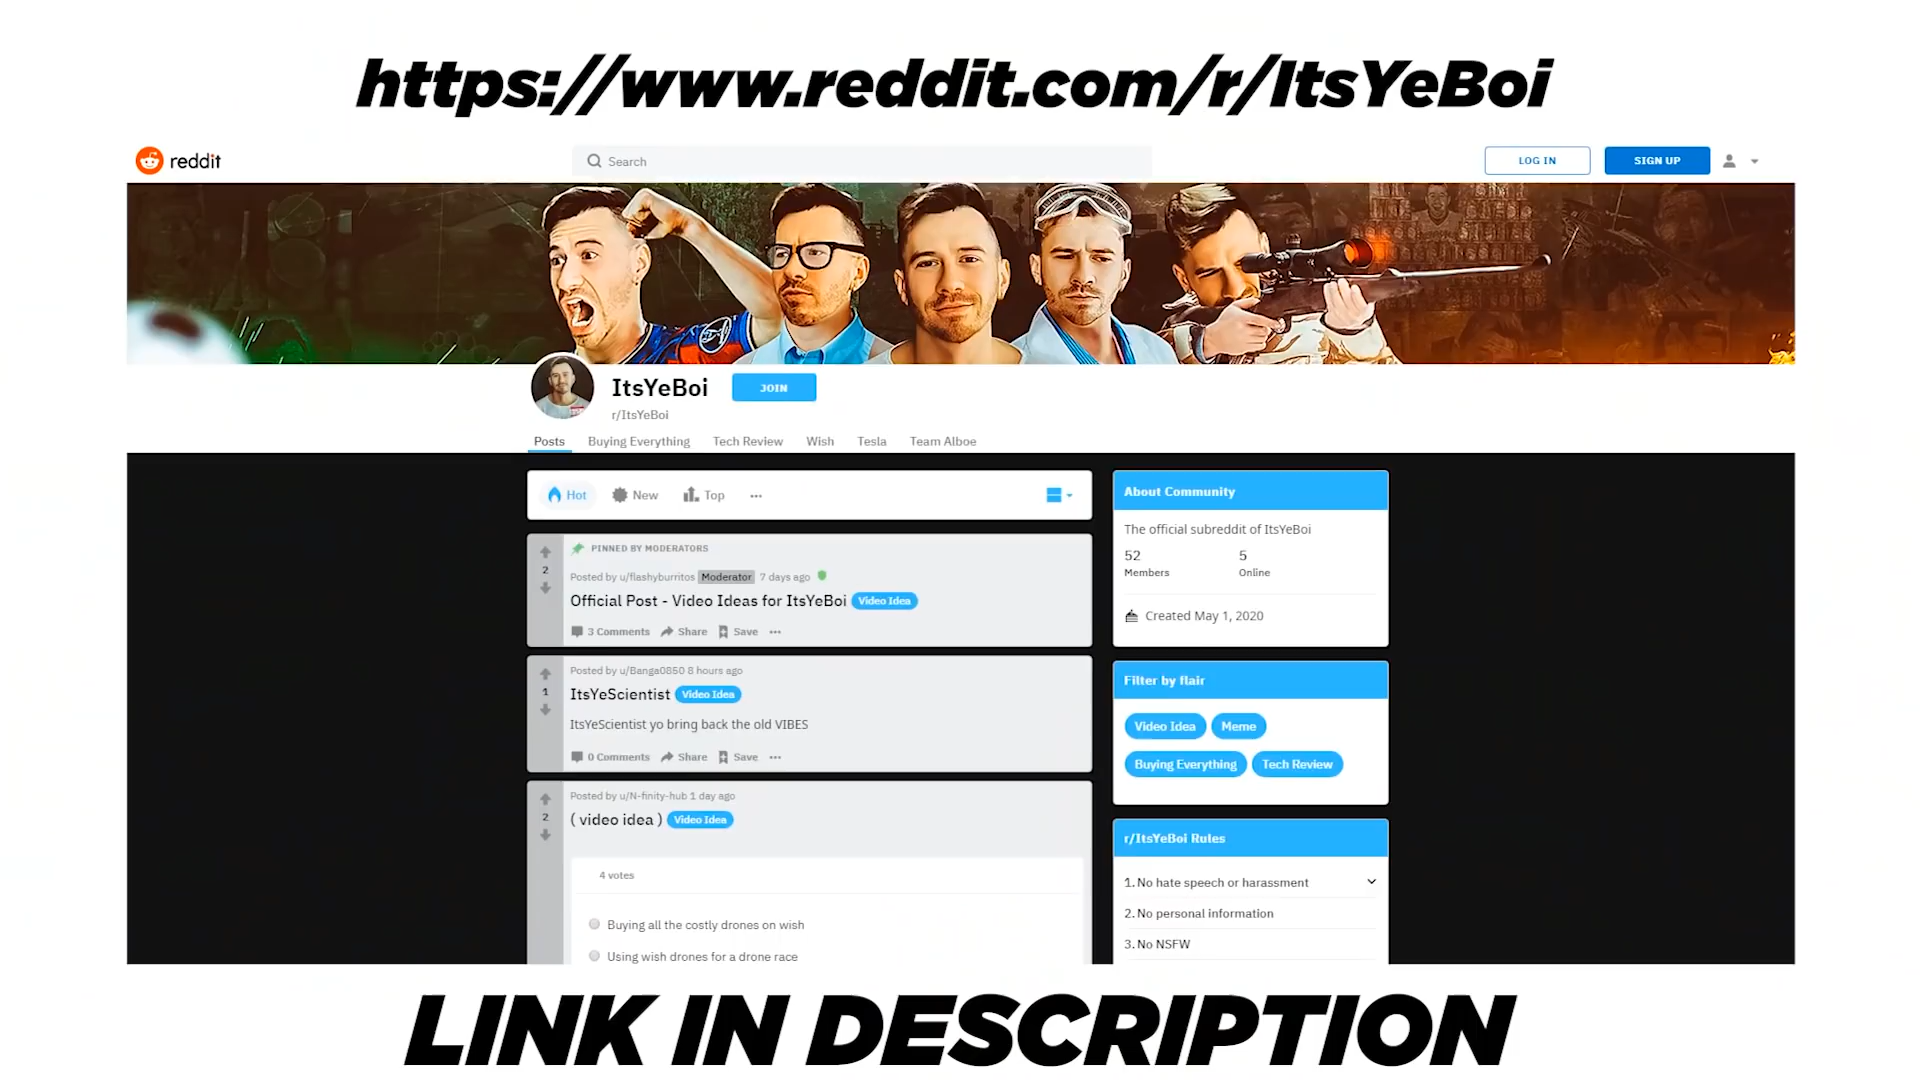 https://www.reddit.com/r/ItsYeBoi
reddit
Search
LOG IN
SIGN UP
ItsYeBoi
JOIN
r/ItsYeBoi
Posts Buying Everything Tech Review Wish Tesla Team Alboe
Hot New Top ...
PINNED BY MODERATORS
2
Posted by u/flashyburritos Moderator 7 days ago
Official Post - Video Ideas for ItsYeBoi Video Idea
3 Comments Share Save ...
Posted by u/Banga0850 8 hours ago
1
ItsYeScientist Video Idea
ItsYeScientist yo bring back the old VIBES
0 Comments Share Save ...
Posted by u/N-finity-hub 1 day ago
2
( video idea ) Video Idea
4 votes
Buying all the costly drones on wish
Using wish drones for a drone race
About Community
The official subreddit of ItsYeBoi
52 5
Members Online
Created May 1, 2020
Filter by flair
Video Idea Meme
Buying Everything Tech Review
r/ItsYeBoi Rules
1. No hate speech or harassment
2. No personal information
3. No NSFW
LINK IN DESCRIPTION